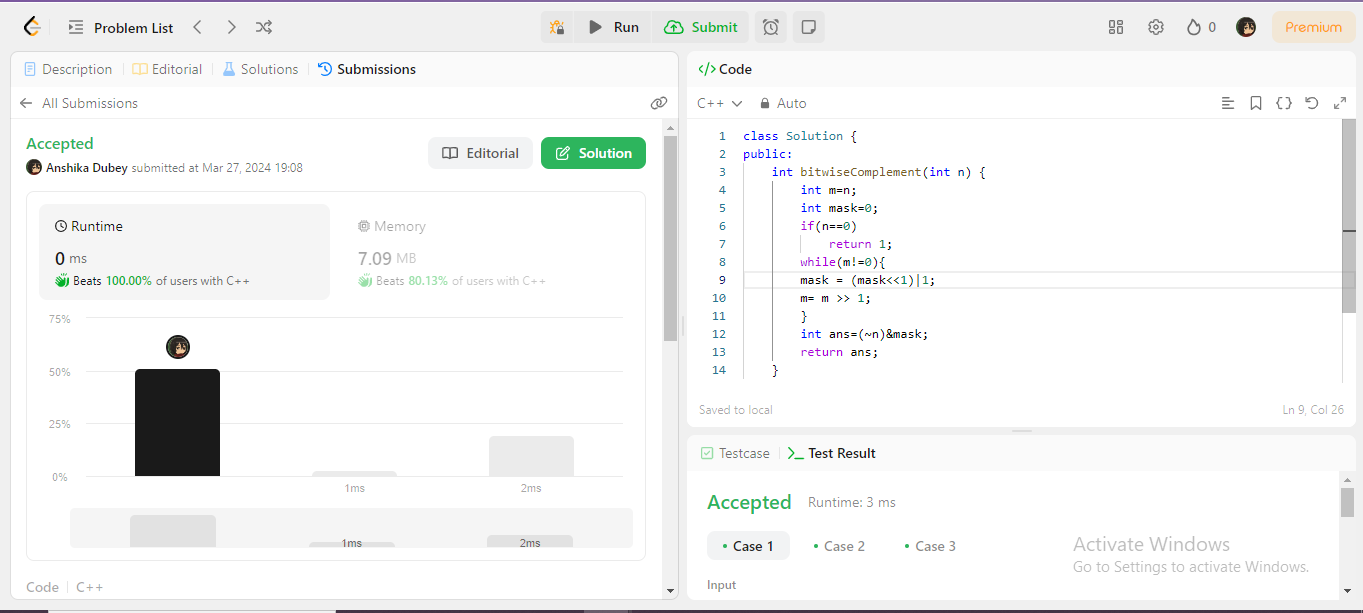 Problem List
Run
Submit
0
Premium
Description
Editorial
Solutions
Submissions
All Submissions
Accepted
Anshika Dubey submitted at Mar 27, 2024 19:08
Editorial
Solution
Runtime
0 ms
Beats 100.00% of users with C++
Memory
7.09 MB
Beats 80.13% of users with C++
75%
50%
25%
0%
1ms
2ms
1ms
2ms
Code
C++
</> Code
C++
Auto
1 class Solution {
2 public:
3     int bitwiseComplement(int n) {
4         int m=n;
5         int mask=0;
6         if(n==0)
7             return 1;
8         while(m!=0){
9         mask = (mask<<1)|1;
10         m= m >> 1;
11         }
12         int ans=(~n)&mask;
13         return ans;
14     }
Saved to local
Ln 9, Col 26
Testcase
Test Result
Accepted
Runtime: 3 ms
Case 1
Case 2
Case 3
Input
Activate Windows
Go to Settings to activate Windows.